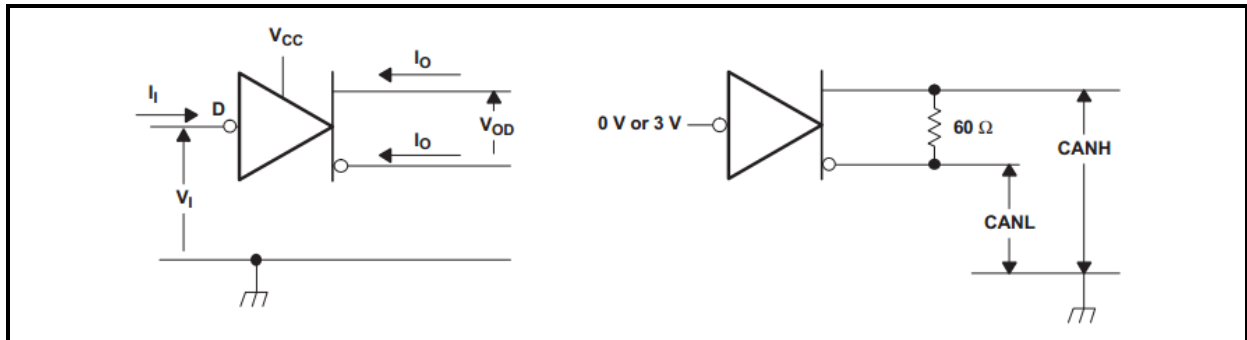 VCC
IO
II
D
VOD
IO
VI
0 V or 3 V
60 Ω
CANH
CANL